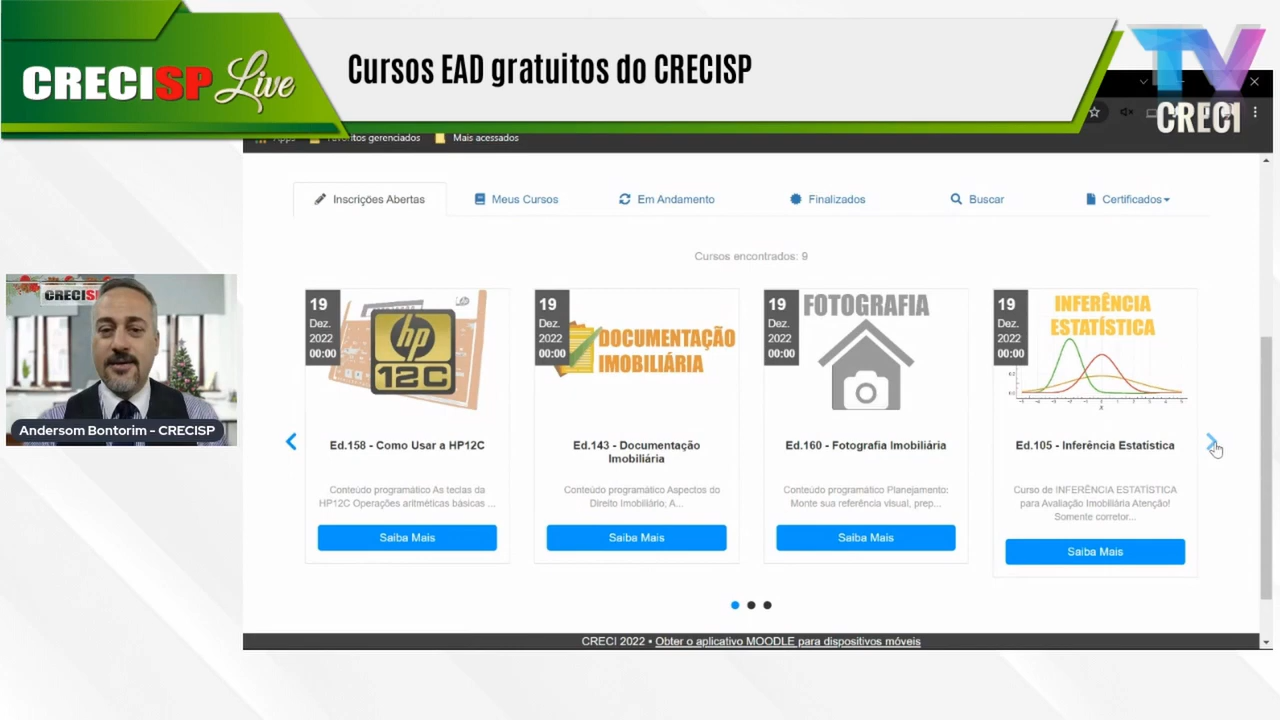 CRECISP Live
Cursos EAD gratuitos do CRECISP
TV
CRECI
Apps
Favoritos gerenciados
Mais acessados
Inscrições Abertas
Meus Cursos
Em Andamento
Finalizados
Buscar
Certificados
Cursos encontrados: 9
19
Dez.
2022
00:00
hp
12C
Ed.158 - Como Usar a HP12C
Conteúdo programático As teclas da
HP12C Operações aritméticas básicas ...
Saiba Mais
19
Dez.
2022
00:00
DOCUMENTAÇÃO
IMOBILIÁRIA
Ed.143 - Documentação
Imobiliária
Conteúdo programático Aspectos do
Direito Imobiliário; A...
Saiba Mais
19
Dez.
2022
00:00
FOTOGRAFIA
Ed.160 - Fotografia Imobiliária
Conteúdo programático Planejamento:
Monte sua referência visual, prep...
Saiba Mais
19
Dez.
2022
00:00
INFERÊNCIA
ESTATÍSTICA
Ed.105 - Inferência Estatística
Curso de INFERÊNCIA ESTATÍSTICA
para Avaliação Imobiliária Atenção!
Somente corretor...
Saiba Mais
CRECISP
Andersom Bontorim - CRECISP
CRECI 2022 • Obter o aplicativo MOODLE para dispositivos móveis